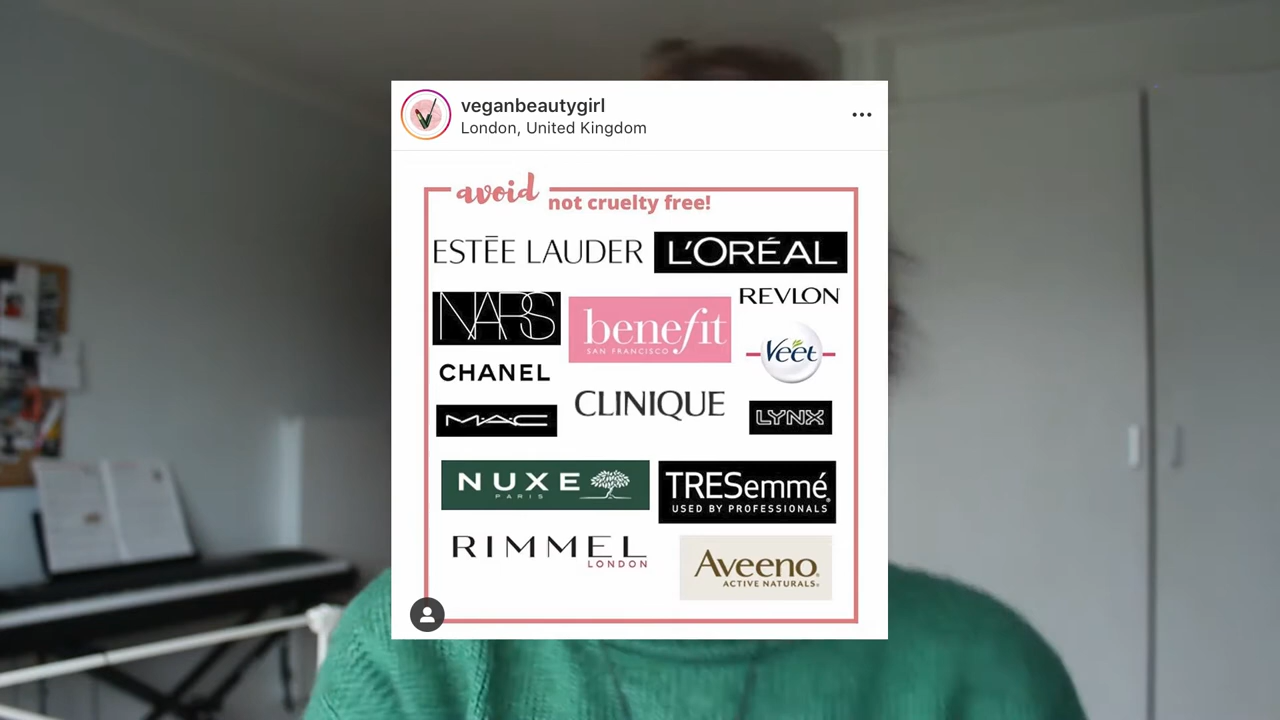 veganbeautygirl
London, United Kingdom
avoid
not cruelty free!
ESTĒE LAUDER
L'ORÉAL
NARS
benefit
SAN FRANCISCO
REVLON
Veet
CHANEL
CLINIQUE
M·A·C
LYNX
NUXE
PARIS
TRESemmé®
USED BY PROFESSIONALS
RIMMEL
LONDON
Aveeno®
ACTIVE NATURALS®